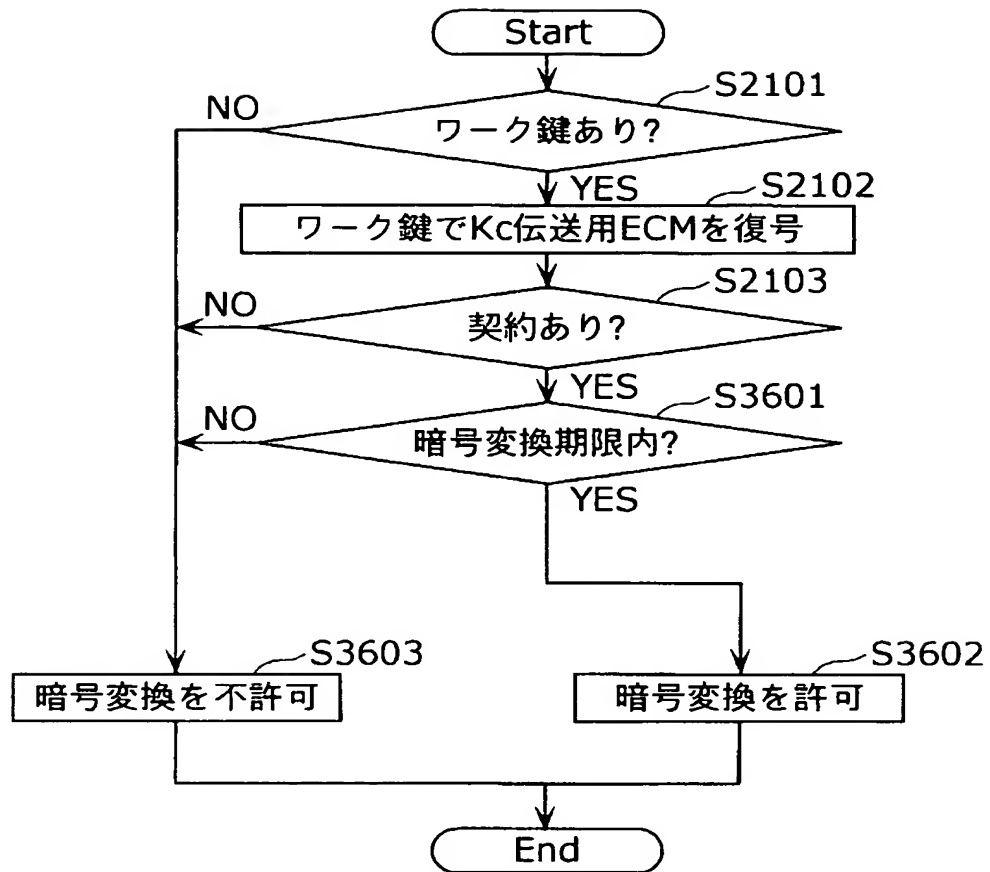 Start
S2101
NO
ワーク鍵あり?
YES
S2102
ワーク鍵でKc伝送用ECMを復号
S2103
NO
契約あり?
YES
S3601
NO
暗号変換期限内?
YES
S3603
S3602
暗号変換を不許可
暗号変換を許可
End